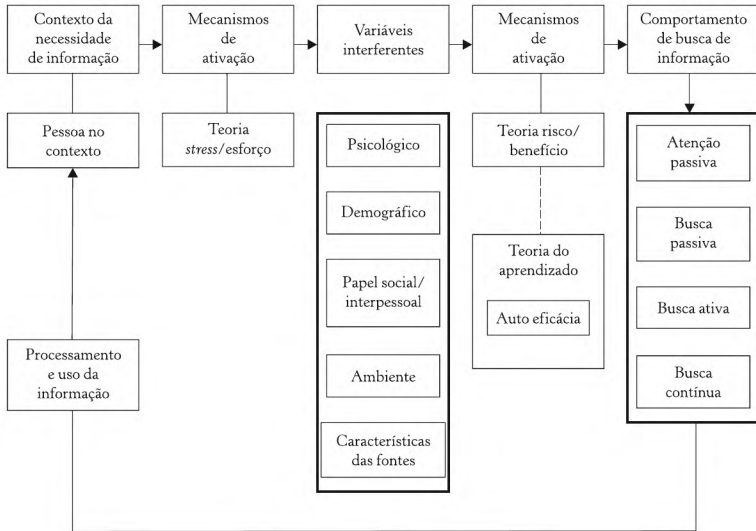 Contexto da
necessidade
de informação
Mecanismos
de
ativação
Variáveis
interferentes
Mecanismos
de
ativação
Comportamento
de busca de
informação
Pessoa no
contexto
Teoria
stress/esforço
Psicológico
Demográfico
Papel social/
interpessoal
Ambiente
Características
das fontes
Teoria risco/
benefício
Teoria do
aprendizado
Auto eficácia
Atenção
passiva
Busca
passiva
Busca ativa
Busca
contínua
Processamento
e uso da
informação